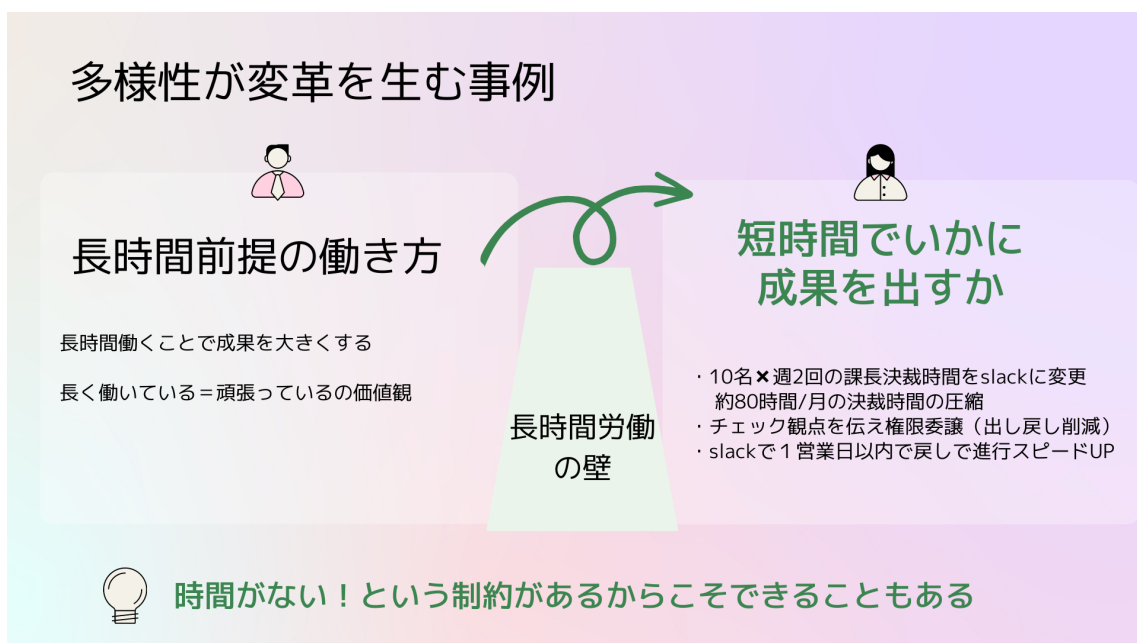 多様性が変革を生む事例
長時間前提の働き方
長時間働くことで成果を大きくする
長く働いている＝頑張っているの価値観
長時間労働
の壁
短時間でいかに
成果を出すか
・10名✖週2回の課長決裁時間をslackに変更
約80時間/月の決裁時間の圧縮
・チェック観点を伝え権限委譲（出し戻し削減）
・slackで１営業日以内で戻しで進行スピードUP
時間がない！という制約があるからこそできることもある